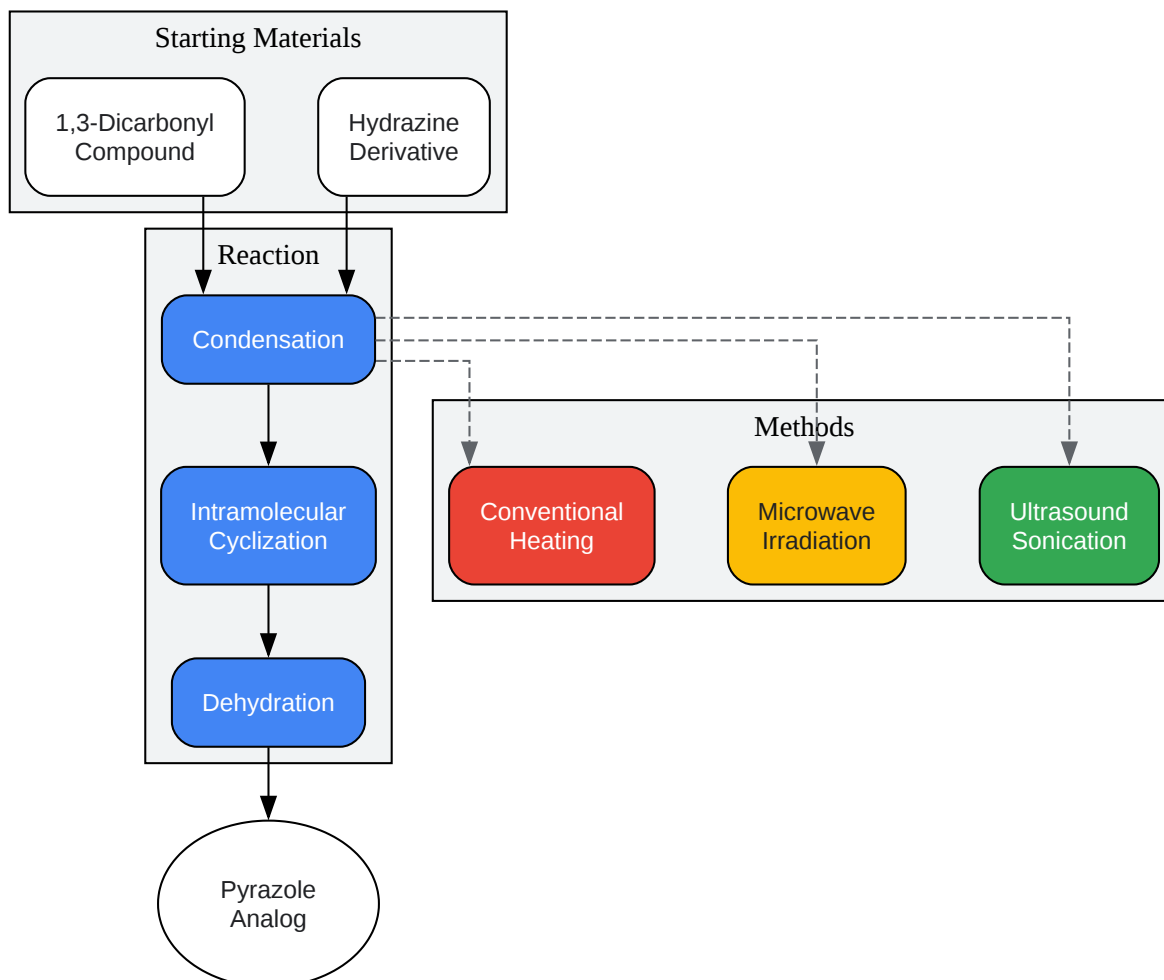 Starting Materials
1,3-Dicarbonyl
Compound
Hydrazine
Derivative
Reaction
Condensation
Methods
Intramolecular
Cyclization
Conventional
Heating
Microwave
Irradiation
Ultrasound
Sonication
Dehydration
Pyrazole
Analog